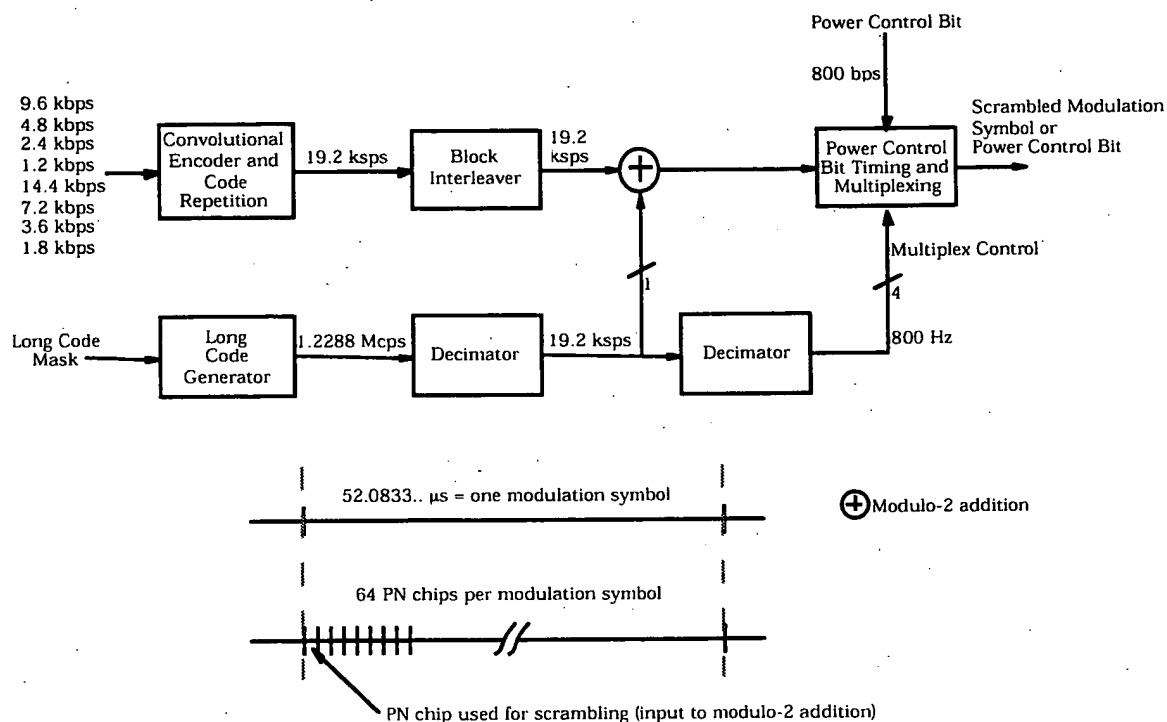 Power Control Bit
800 bps
9.6 kbps
4.8 kbps
2.4 kbps
1.2 kbps
14.4 kbps
7.2 kbps
3.6 kbps
1.8 kbps
Convolutional
Encoder and
Code
Repetition
19.2 ksps
Block
Interleaver
19.2
ksps
+
Power Control
Bit Timing and
Multiplexing
Scrambled Modulation
Symbol or
Power Control Bit
Multiplex Control
1
4
800 Hz
Long Code
Mask
Long
Code
Generator
1.2288 Mcps
Decimator
19.2 ksps
Decimator
52.0833.. μs = one modulation symbol
+ Modulo-2 addition
64 PN chips per modulation symbol
PN chip used for scrambling (input to modulo-2 addition)